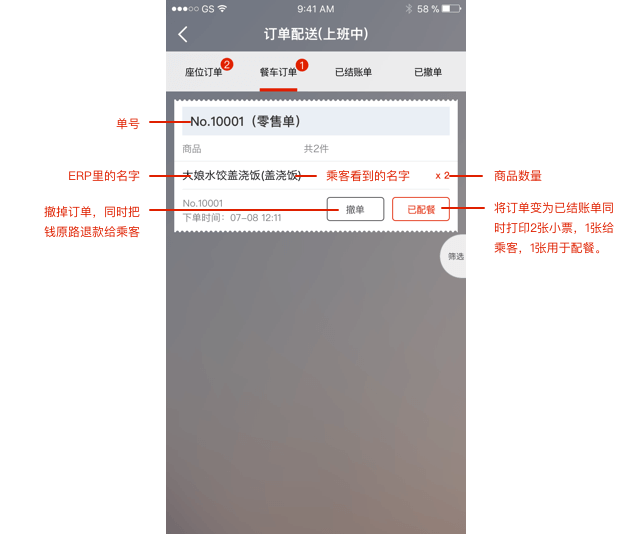 GS
9:41 AM
58 %
订单配送(上班中)
座位订单 2
餐车订单 1
已结账单
已撤单
单号
No.10001（零售单）
商品
共2件
ERP里的名字
大娘水饺盖浇饭(盖浇饭)
乘客看到的名字
x 2
商品数量
撤掉订单，同时把
钱原路退款给乘客
No.10001
下单时间：07-08 12:11
撤单
已配餐
将订单变为已结账单同
时打印2张小票，1张给
乘客，1张用于配餐。
筛选